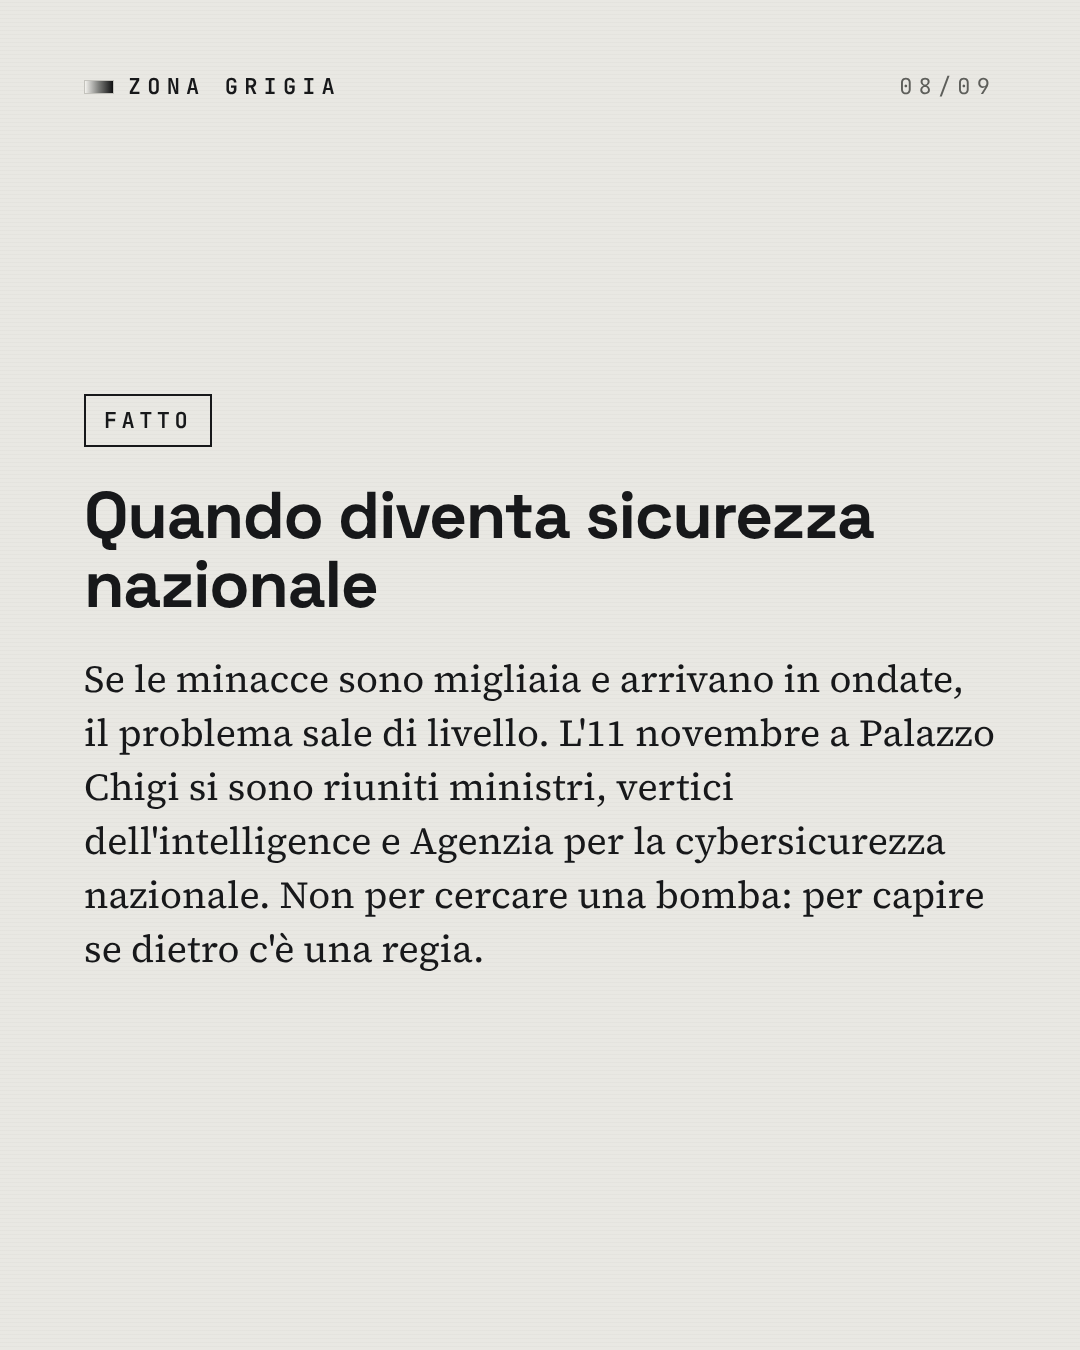 ZONA GRIGIA
08/09
FATTO
Quando diventa sicurezza
nazionale
Se le minacce sono migliaia e arrivano in ondate,
il problema sale di livello. L'11 novembre a Palazzo
Chigi si sono riuniti ministri, vertici
dell'intelligence e Agenzia per la cybersicurezza
nazionale. Non per cercare una bomba: per capire
se dietro c'è una regia.